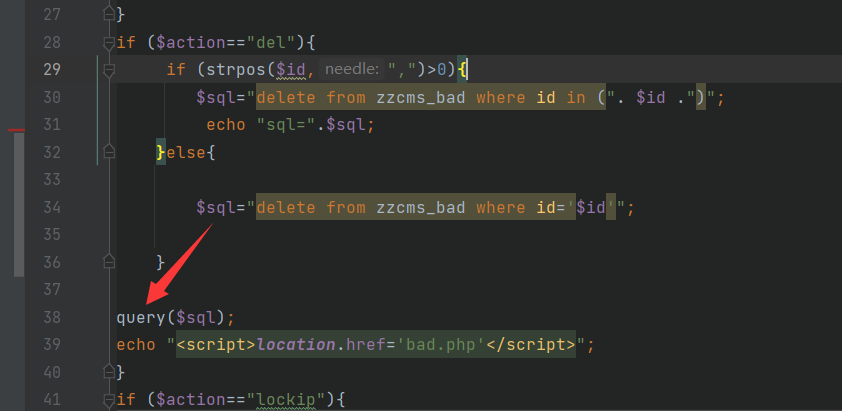 27 }
28 if ($action=="del"){
29 if (strpos($id, needle: ",")>0){
30 $sql="delete from zzcms_bad where id in (". $id .")";
31 echo "sql=".$sql;
32 }else{
33
34 $sql="delete from zzcms_bad where id='$id'";
35
36 }
37
38 query($sql);
39 echo "<script>location.href='bad.php'</script>";
40 }
41 if ($action=="lockip"){